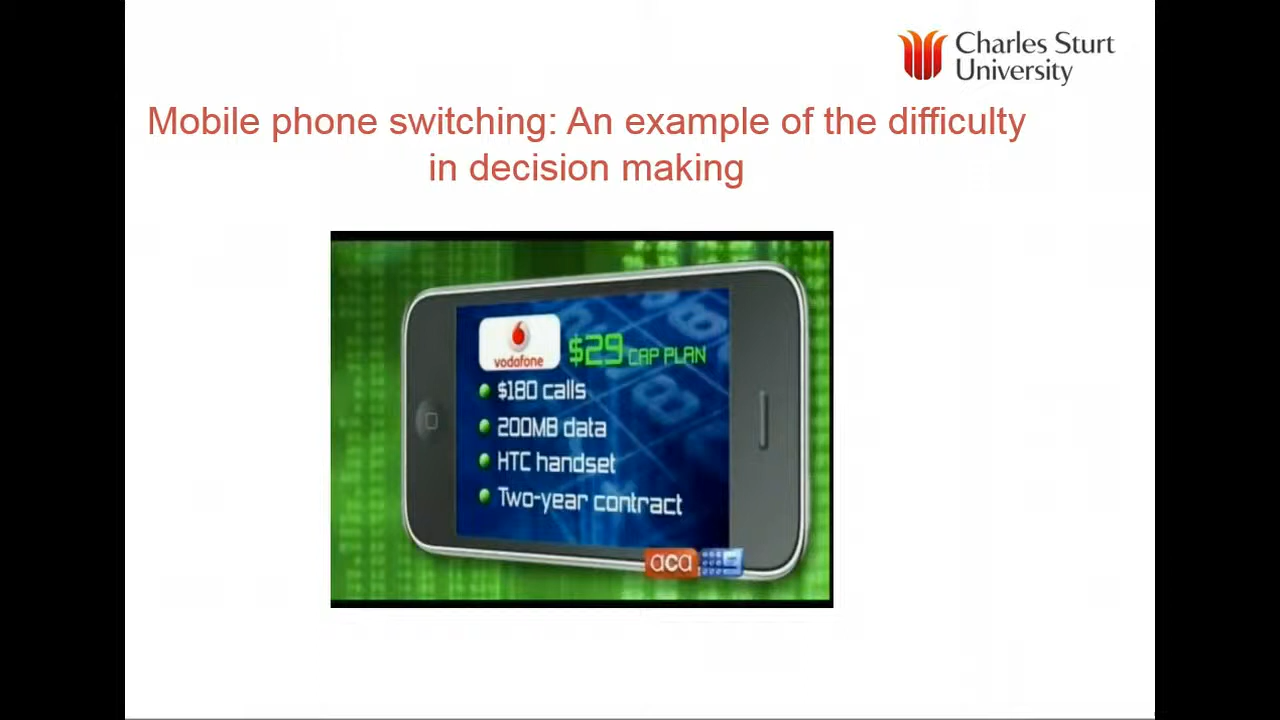 Charles Sturt
University
Mobile phone switching: An example of the difficulty
in decision making
vodafone
$29 CAP PLAN
$180 calls
200MB data
HTC handset
Two-year contract
aca